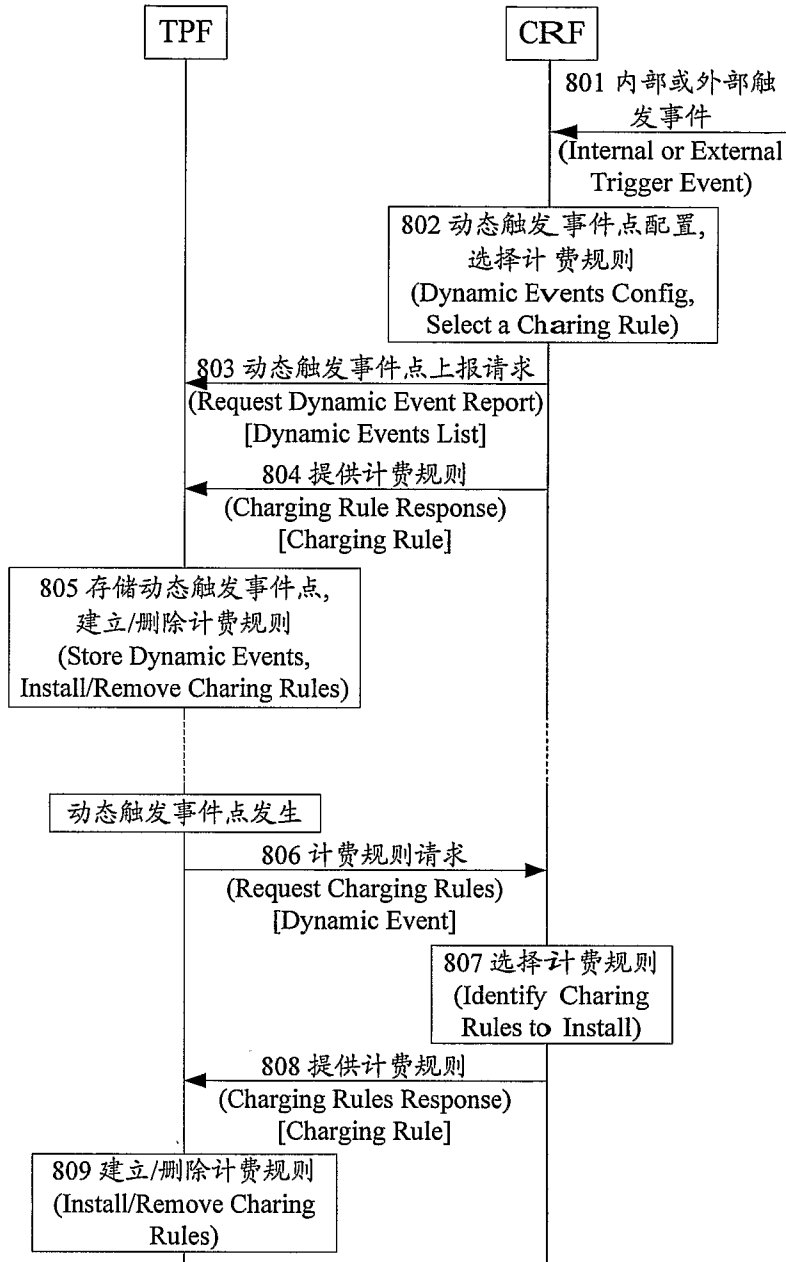 TPF
CRF
801 内部或外部触
发事件
(Internal or External
Trigger Event)
802 动态触发事件点配置,
选择计费规则
(Dynamic Events Config,
Select a Charing Rule)
803 动态触发事件点上报请求
(Request Dynamic Event Report)
[Dynamic Events List]
804 提供计费规则
(Charging Rule Response)
[Charging Rule]
805 存储动态触发事件点,
建立/删除计费规则
(Store Dynamic Events,
Install/Remove Charing Rules)
动态触发事件点发生
806 计费规则请求
(Request Charging Rules)
[Dynamic Event]
807 选择计费规则
(Identify Charing
Rules to Install)
808 提供计费规则
(Charging Rules Response)
[Charging Rule]
809 建立/删除计费规则
(Install/Remove Charing
Rules)